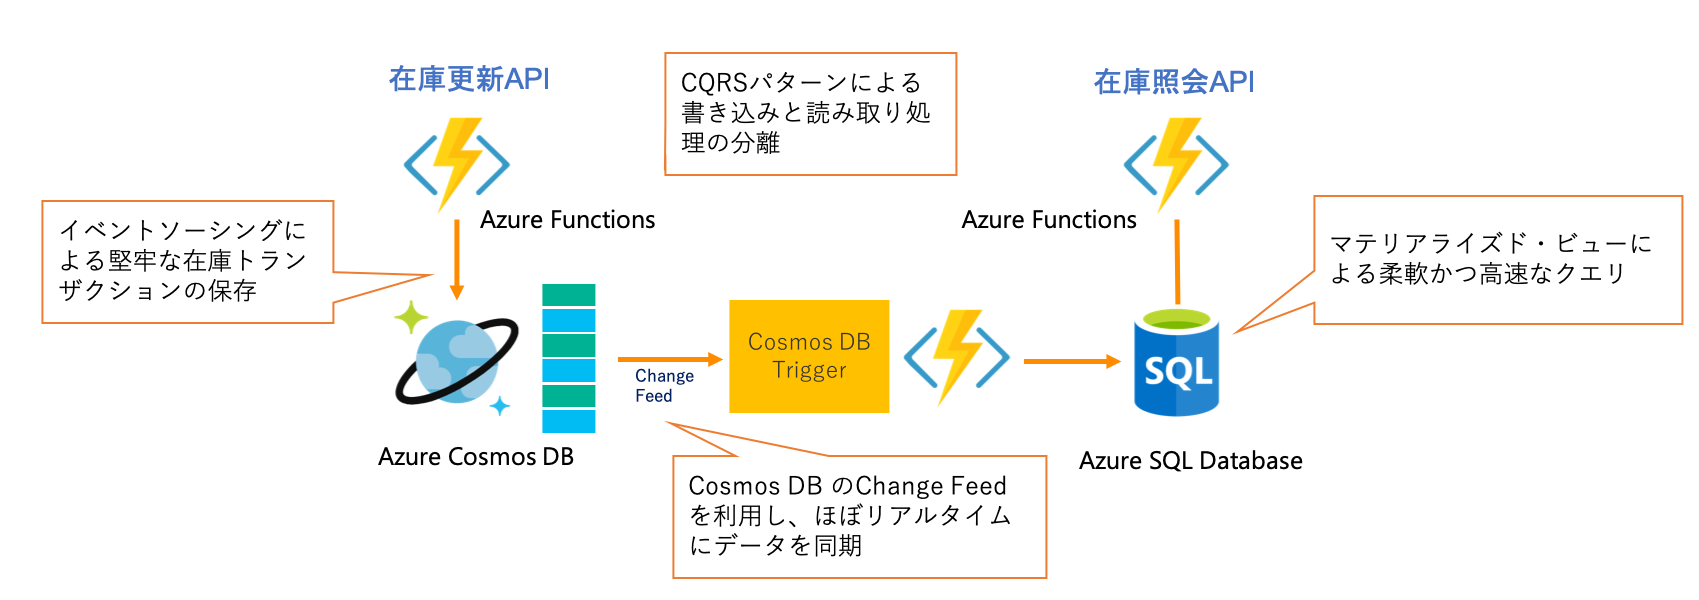 在庫更新API
CQRSパターンによる
書き込みと読み取り処
理の分離
在庫照会API
Azure Functions
Azure Functions
イベントソーシングに
よる堅牢な在庫トラン
ザクションの保存
マテリアライズド・ビューに
よる柔軟かつ高速なクエリ
Change
Feed
Cosmos DB
Trigger
SQL
Azure Cosmos DB
Azure SQL Database
Cosmos DB のChange Feed
を利用し、ほぼリアルタイム
にデータを同期